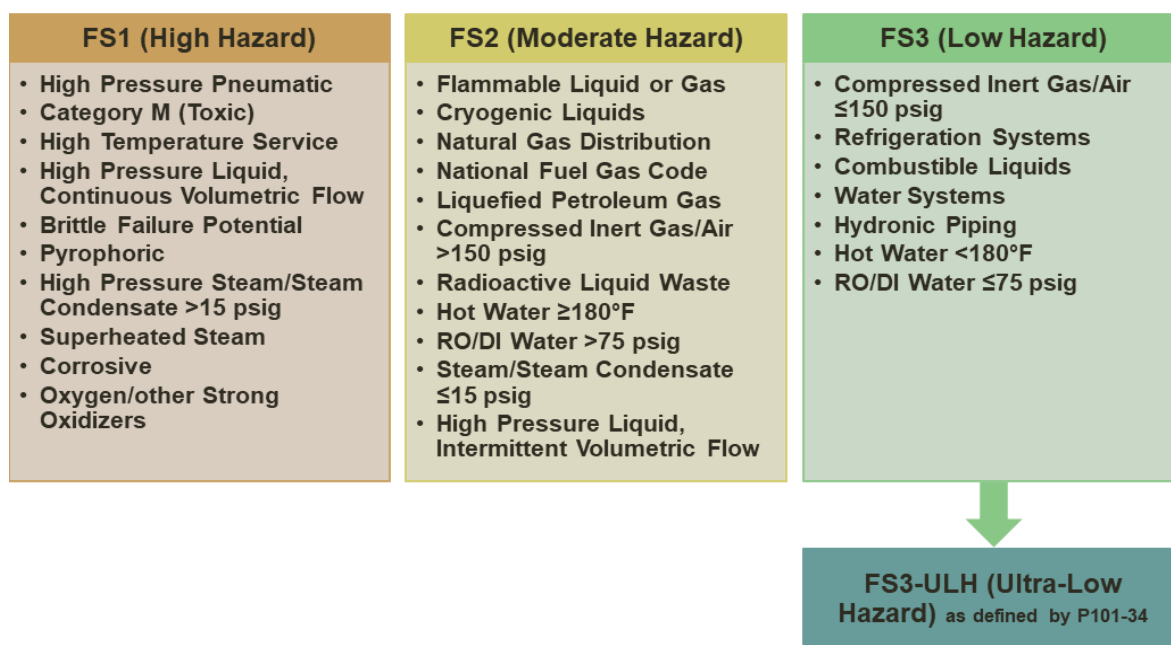 FS1 (High Hazard)
• High Pressure Pneumatic
• Category M (Toxic)
• High Temperature Service
• High Pressure Liquid,
Continuous Volumetric Flow
• Brittle Failure Potential
• Pyrophoric
• High Pressure Steam/Steam
Condensate >15 psig
• Superheated Steam
• Corrosive
• Oxygen/other Strong
Oxidizers
FS2 (Moderate Hazard)
• Flammable Liquid or Gas
• Cryogenic Liquids
• Natural Gas Distribution
• National Fuel Gas Code
• Liquefied Petroleum Gas
• Compressed Inert Gas/Air
>150 psig
• Radioactive Liquid Waste
• Hot Water ≥180°F
• RO/DI Water >75 psig
• Steam/Steam Condensate
≤15 psig
• High Pressure Liquid,
Intermittent Volumetric Flow
FS3 (Low Hazard)
• Compressed Inert Gas/Air
≤150 psig
• Refrigeration Systems
• Combustible Liquids
• Water Systems
• Hydronic Piping
• Hot Water <180°F
• RO/DI Water ≤75 psig
FS3-ULH (Ultra-Low
Hazard) as defined by P101-34